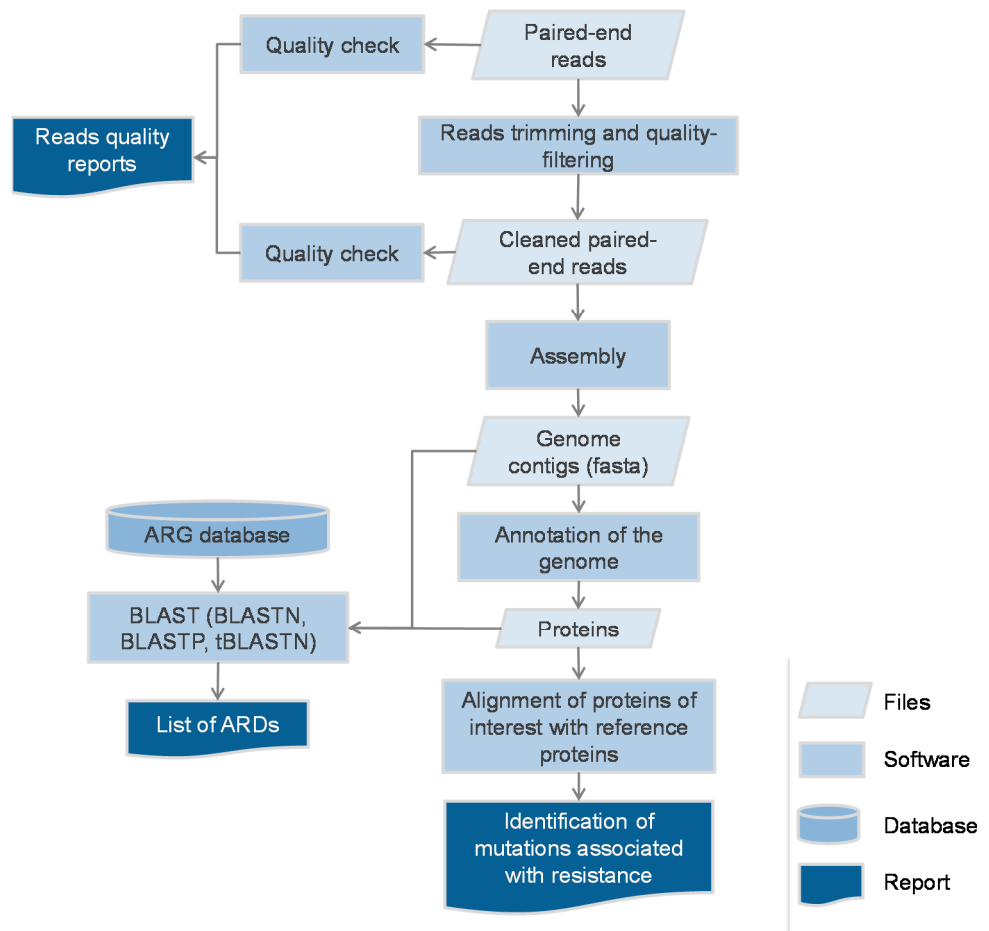 Paired-end
reads
Quality check
Reads trimming and quality-
filtering
Reads quality
reports
Quality check
Cleaned paired-
end reads
Assembly
Genome
contigs (fasta)
ARG database
Annotation of the
genome
BLAST (BLASTN,
BLASTP, tBLASTN)
Proteins
List of ARDs
Alignment of proteins of
interest with reference
proteins
Identification of
mutations associated
with resistance
Files
Software
Database
Report